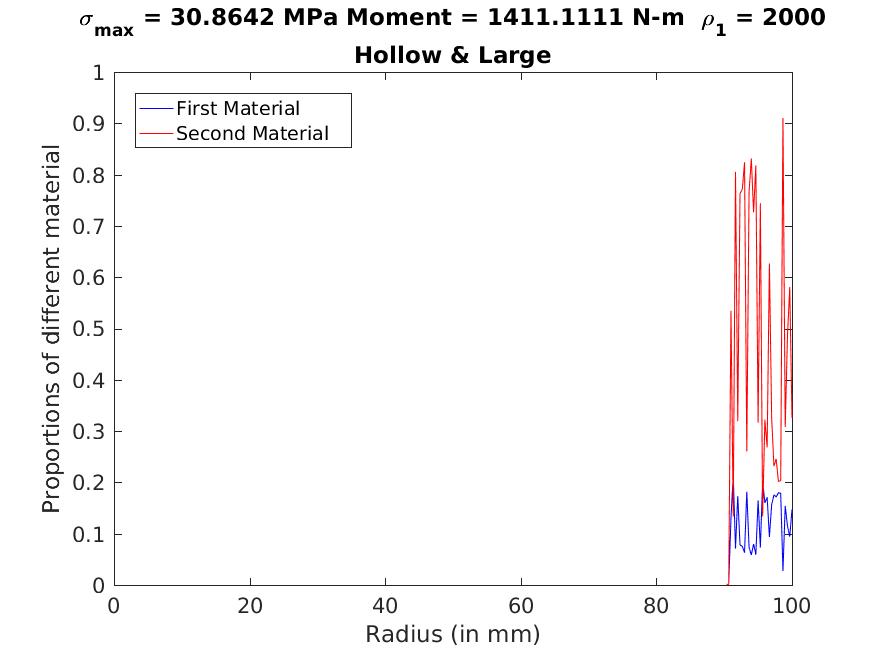 σmax = 30.8642 MPa Moment = 1411.1111 N-m ρ1 = 2000
Hollow & Large
First Material
Second Material
Proportions of different material
1
0.9
0.8
0.7
0.6
0.5
0.4
0.3
0.2
0.1
0
0 20 40 60 80 100
Radius (in mm)